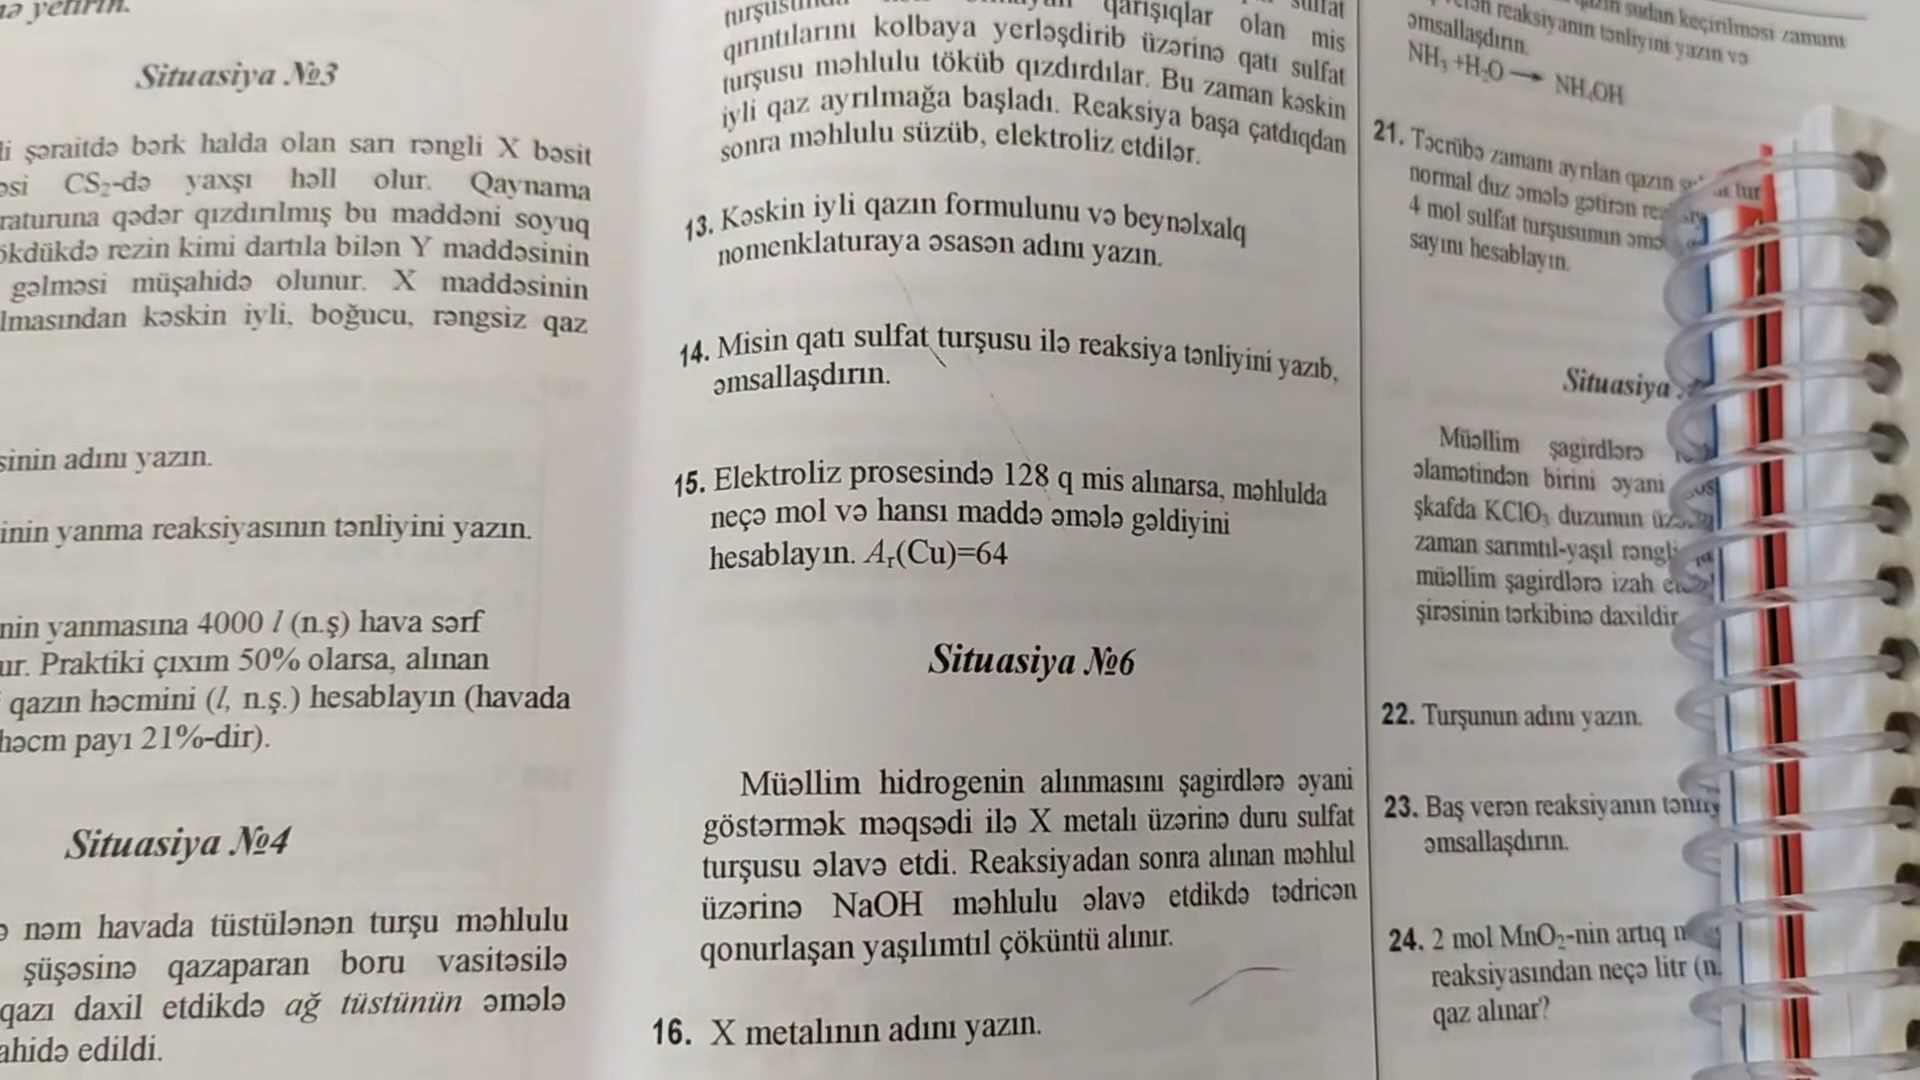 nə yetirin.
Situasiya №3
şəraitdə bərk halda olan sarı rəngli X bəsit
CS₂-də yaxşı həll olur. Qaynama
qədər qızdırılmış bu maddəni soyuq
rezin kimi dartıla bilən Y maddəsinin
gəlməsi müşahidə olunur. X maddəsinin
kəskin iyli, boğucu, rəngsiz qaz
adını yazın.
yanma reaksiyasının tənliyini yazın.
yanmasına 4000 l (n.ş) hava sərf
Praktiki çıxım 50% olarsa, alınan
qazın həcmini (l, n.ş.) hesablayın (havada
həcm payı 21%-dir).
Situasiya №4
nəm havada tüstülənən turşu məhlulu
şüşəsinə qazaparan boru vasitəsilə
qazı daxil etdikdə ağ tüstünün əmələ
edildi.
qarışıqlar olan mis
qırıntılarını kolbaya yerləşdirib üzərinə qatı sulfat
turşusu məhlulu töküb qızdırdılar. Bu zaman kəskin
iyli qaz ayrılmağa başladı. Reaksiya başa çatdıqdan
sonra məhlulu süzüb, elektroliz etdilər.
13. Kəskin iyli qazın formulunu və beynəlxalq
nomenklaturaya əsasən adını yazın.
14. Misin qatı sulfat turşusu ilə reaksiya tənliyini yazıb,
əmsallaşdırın.
15. Elektroliz prosesində 128 q mis alınarsa, məhlulda
neçə mol və hansı maddə əmələ gəldiyini
hesablayın. Aᵣ(Cu)=64
Situasiya №6
Müəllim hidrogenin alınmasını şagirdlərə əyani
göstərmək məqsədi ilə X metalı üzərinə duru sulfat
turşusu əlavə etdi. Reaksiyadan sonra alınan məhlul
üzərinə NaOH məhlulu əlavə etdikdə tədricən
qonurlaşan yaşılımtıl çöküntü alınır.
16. X metalının adını yazın.
sudan keçirilməsi zamanı
reaksiyanın tənliyini yazın və
əmsallaşdırın.
NH₃ +H₂O ⟶ NH₄OH
21. Təcrübə zamanı ayrılan qazın
normal duz əmələ gətirən
4 mol sulfat turşusunun
sayını hesablayın.
Situasiya
Müəllim şagirdlərə
əlamətindən birini əyani
şkafda KClO₃ duzunun
zaman sarımtıl-yaşıl rəngli
müəllim şagirdlərə izah
şirəsinin tərkibinə daxildir
22. Turşunun adını yazın.
23. Baş verən reaksiyanın
əmsallaşdırın.
24. 2 mol MnO₂-nin artıq
reaksiyasından neçə litr (n.
qaz alınar?